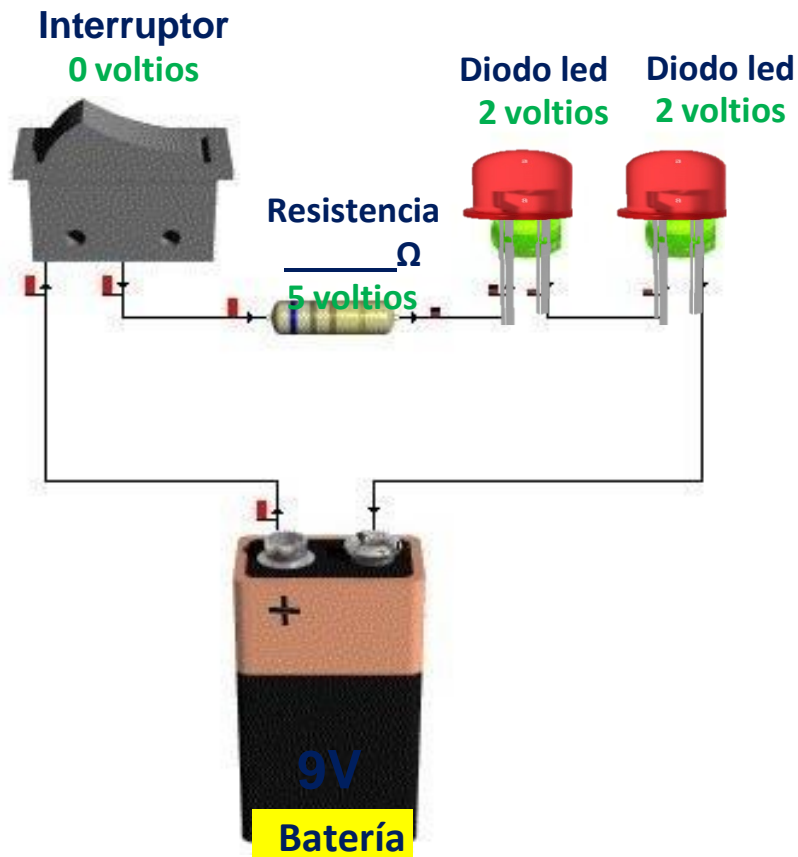 Interruptor
0 voltios
Diodo led
2 voltios
Diodo led
2 voltios
Resistencia
______Ω
5 voltios
+
9V
Batería